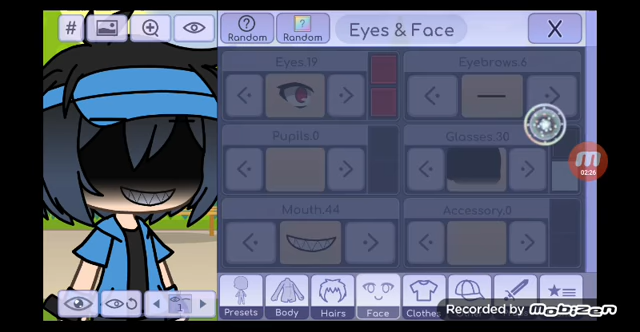 #
Random
Random
Eyes & Face
X
Eyes.19
Eyebrows.6
Pupils.0
Glasses.30
Mouth.44
Accessory.0
02:26
1
Presets
Body
Hairs
Face
Clothes
Recorded by Mobizen